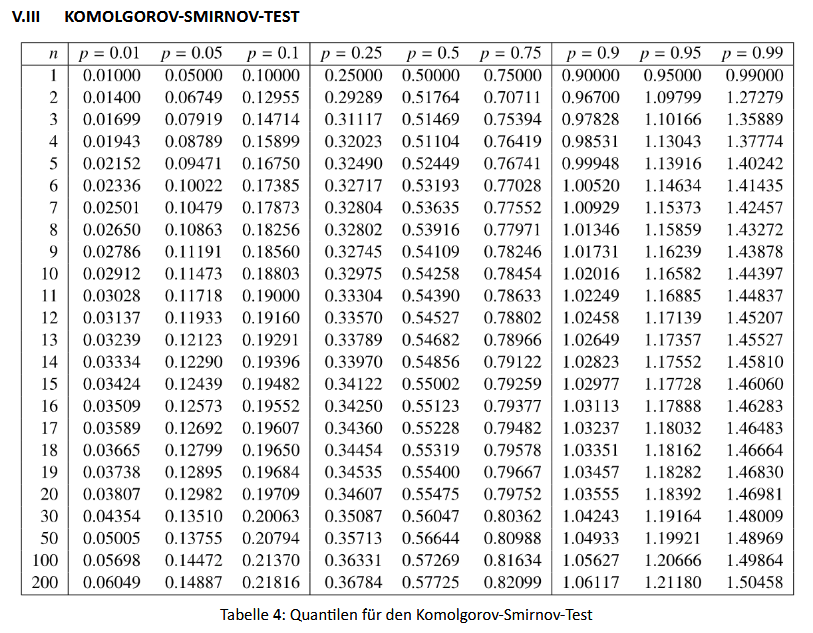 V.III KOMOLGOROV-SMIRNOV-TEST
n p = 0.01 p = 0.05 p = 0.1 p = 0.25 p = 0.5 p = 0.75 p = 0.9 p = 0.95 p = 0.99
1 0.01000 0.05000 0.10000 0.25000 0.50000 0.75000 0.90000 0.95000 0.99000
2 0.01400 0.06749 0.12955 0.29289 0.51764 0.70711 0.96700 1.09799 1.27279
3 0.01699 0.07919 0.14714 0.31117 0.51469 0.75394 0.97828 1.10166 1.35889
4 0.01943 0.08789 0.15899 0.32023 0.51104 0.76419 0.98531 1.13043 1.37774
5 0.02152 0.09471 0.16750 0.32490 0.52449 0.76741 0.99948 1.13916 1.40242
6 0.02336 0.10022 0.17385 0.32717 0.53193 0.77028 1.00520 1.14634 1.41435
7 0.02501 0.10479 0.17873 0.32804 0.53635 0.77552 1.00929 1.15373 1.42457
8 0.02650 0.10863 0.18256 0.32802 0.53916 0.77971 1.01346 1.15859 1.43272
9 0.02786 0.11191 0.18560 0.32745 0.54109 0.78246 1.01731 1.16239 1.43878
10 0.02912 0.11473 0.18803 0.32975 0.54258 0.78454 1.02016 1.16582 1.44397
11 0.03028 0.11718 0.19000 0.33304 0.54390 0.78633 1.02249 1.16885 1.44837
12 0.03137 0.11933 0.19160 0.33570 0.54527 0.78802 1.02458 1.17139 1.45207
13 0.03239 0.12123 0.19291 0.33789 0.54682 0.78966 1.02649 1.17357 1.45527
14 0.03334 0.12290 0.19396 0.33970 0.54856 0.79122 1.02823 1.17552 1.45810
15 0.03424 0.12439 0.19482 0.34122 0.55002 0.79259 1.02977 1.17728 1.46060
16 0.03509 0.12573 0.19552 0.34250 0.55123 0.79377 1.03113 1.17888 1.46283
17 0.03589 0.12692 0.19607 0.34360 0.55228 0.79482 1.03237 1.18032 1.46483
18 0.03665 0.12799 0.19650 0.34454 0.55319 0.79578 1.03351 1.18162 1.46664
19 0.03738 0.12895 0.19684 0.34535 0.55400 0.79667 1.03457 1.18282 1.46830
20 0.03807 0.12982 0.19709 0.34607 0.55475 0.79752 1.03555 1.18392 1.46981
30 0.04354 0.13510 0.20063 0.35087 0.56047 0.80362 1.04243 1.19164 1.48009
50 0.05005 0.13755 0.20794 0.35713 0.56644 0.80988 1.04933 1.19921 1.48969
100 0.05698 0.14472 0.21370 0.36331 0.57269 0.81634 1.05627 1.20666 1.49864
200 0.06049 0.14887 0.21816 0.36784 0.57725 0.82099 1.06117 1.21180 1.50458
Tabelle 4: Quantilen für den Komolgorov-Smirnov-Test